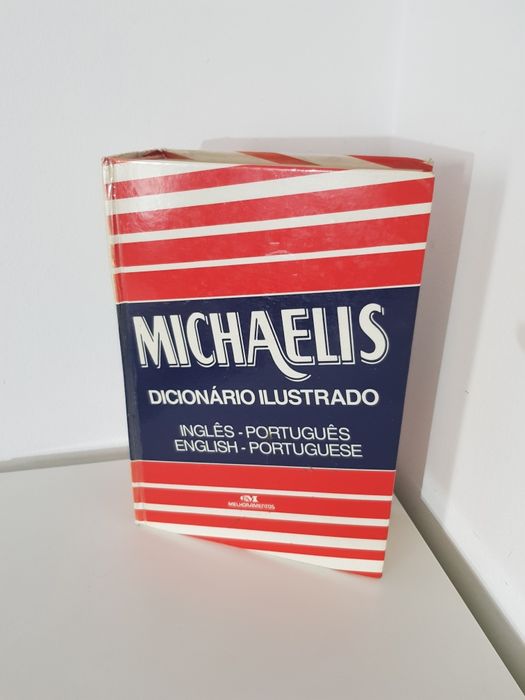 MICHAELIS
DICIONÁRIO ILUSTRADO
INGLÊS - PORTUGUÊS
ENGLISH - PORTUGUESE
MELHORAMENTOS